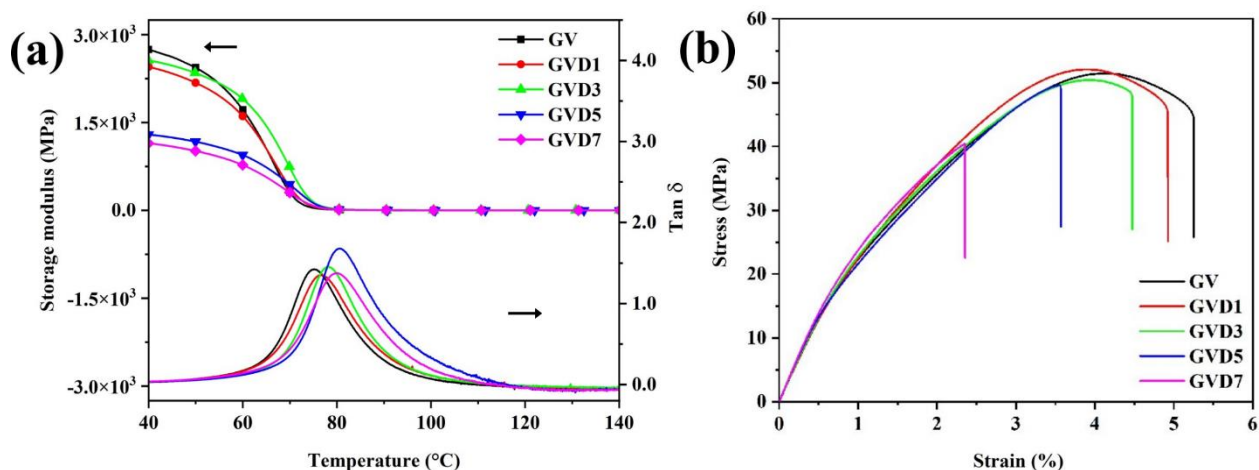 (a)
3.0×10³
1.5×10³
0.0
-1.5×10³
-3.0×10³
Storage modulus (MPa)
GV
GVD1
GVD3
GVD5
GVD7
4.0
3.0
2.0
1.0
0.0
Tan δ
40
60
80
100
120
140
Temperature (°C)
(b)
60
50
40
30
20
10
0
Stress (MPa)
GV
GVD1
GVD3
GVD5
GVD7
0
1
2
3
4
5
6
Strain (%)